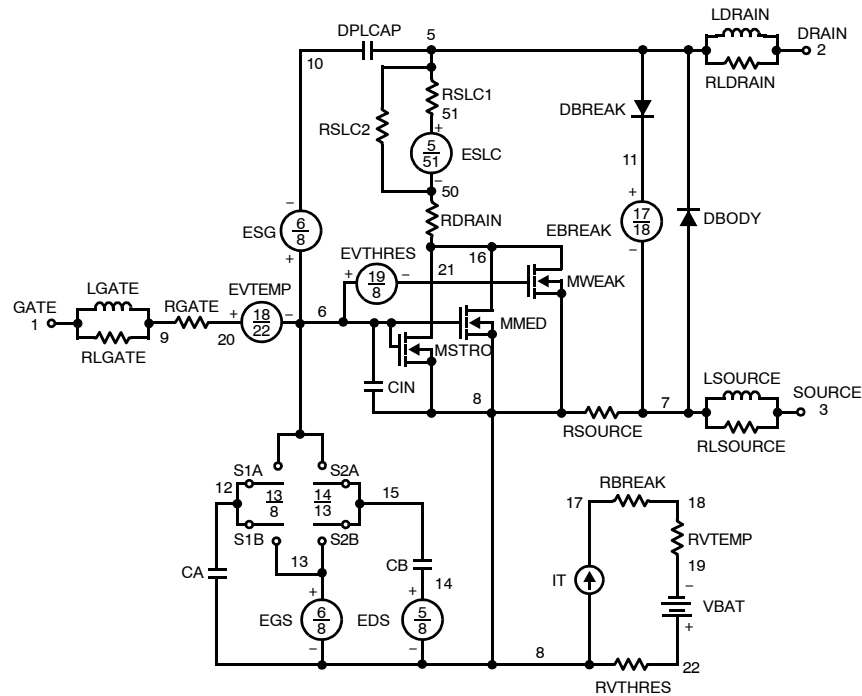 LDRAIN
DPLCAP 5 DRAIN
10 2
RSLC1 RLDRAIN
51 DBREAK
RSLC2
+
5
51 ESLC 11
−
50
− RDRAIN + 17
18 DBODY
ESG 6
8 EBREAK
+ EVTHRES 16 −
+ 19
8 − 21 MWEAK
LGATE EVTEMP
GATE RGATE + 18
22 − 6 MMED
1 9 20 MSTRO
RLGATE LSOURCE
CIN 8 7 SOURCE
3
RSOURCE
RLSOURCE
S1A S2A RBREAK
12 13
8 14
13 15 17 18
S1B S2B RVTEMP
13 CB 19
CA 14 IT −
+ + VBAT
EGS 6
8 EDS 5
8 +
− − 8 22
RVTHRES